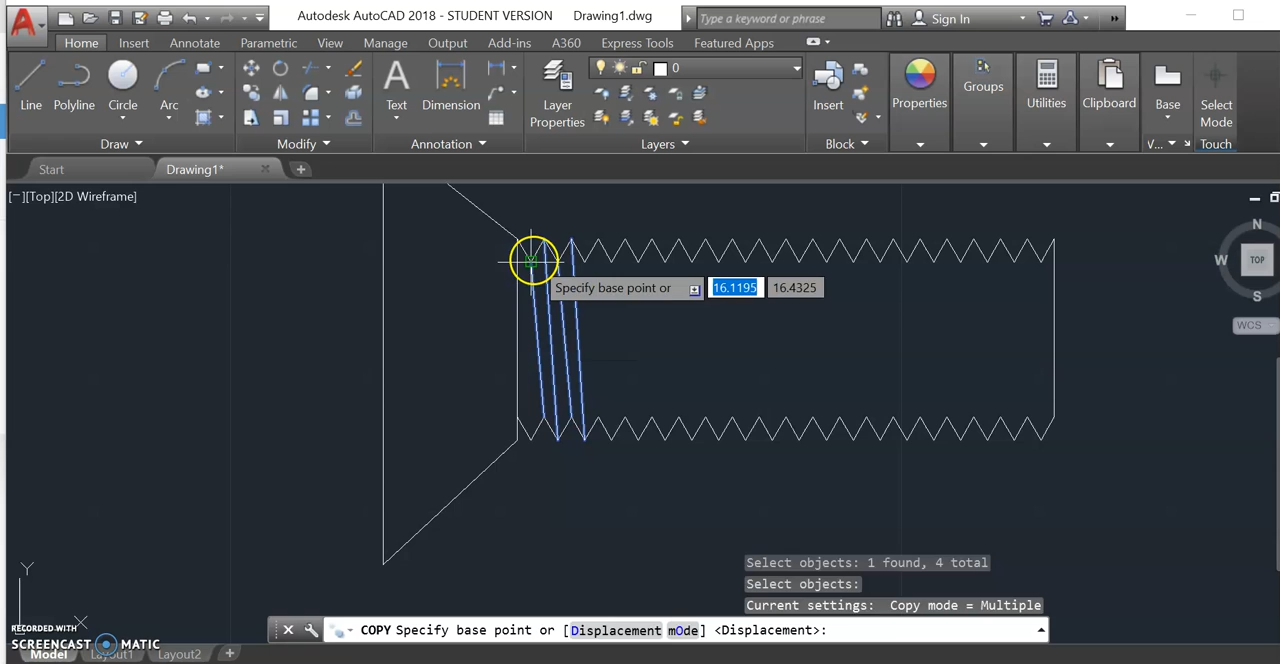 Autodesk AutoCAD 2018 - STUDENT VERSION Drawing1.dwg Type a keyword or phrase Sign In
Home Insert Annotate Parametric View Manage Output Add-ins A360 Express Tools Featured Apps
0
Line Polyline Circle Arc Text Dimension Layer Properties Insert Properties Groups Utilities Clipboard Base Select Mode
Draw Modify Annotation Layers Block V... Touch
Start Drawing1* +
[−][Top][2D Wireframe]
N
W TOP
S
WCS
Specify base point or 16.1195 16.4325
Select objects: 1 found, 4 total
Select objects:
Current settings: Copy mode = Multiple
Y
X
RECORDED WITH
SCREENCAST MATIC
COPY Specify base point or [Displacement mOde] <Displacement>:
Model Layout1 Layout2 +